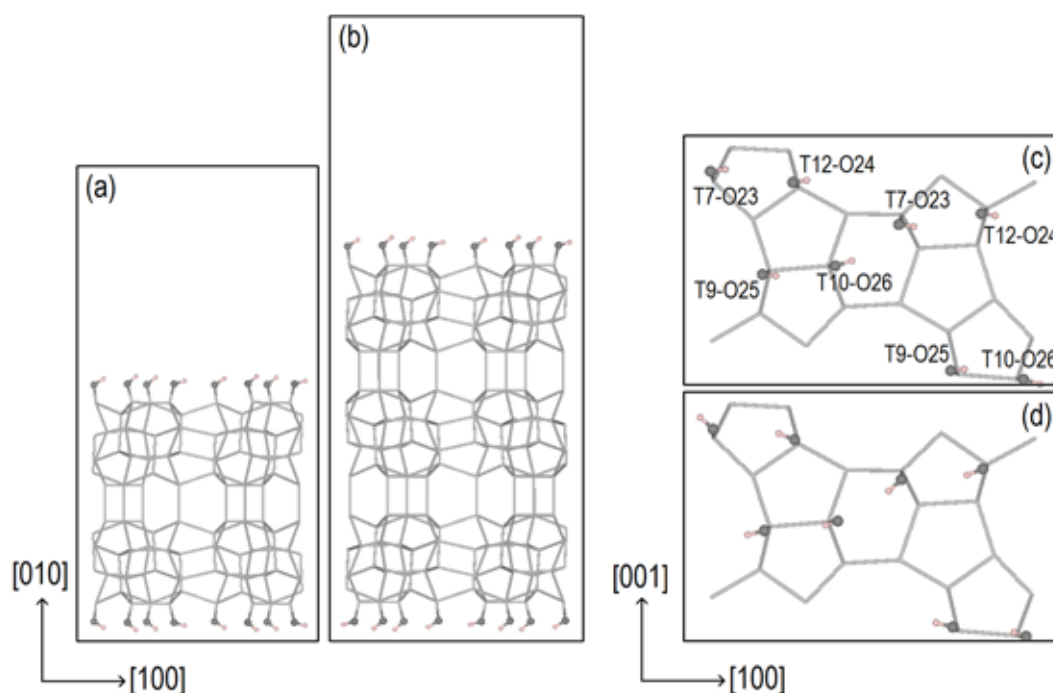 (a)
(b)
[010]
[100]
(c)
T7-O23
T12-O24
T7-O23
T12-O24
T9-O25
T10-O26
T9-O25
T10-O26
(d)
[001]
[100]